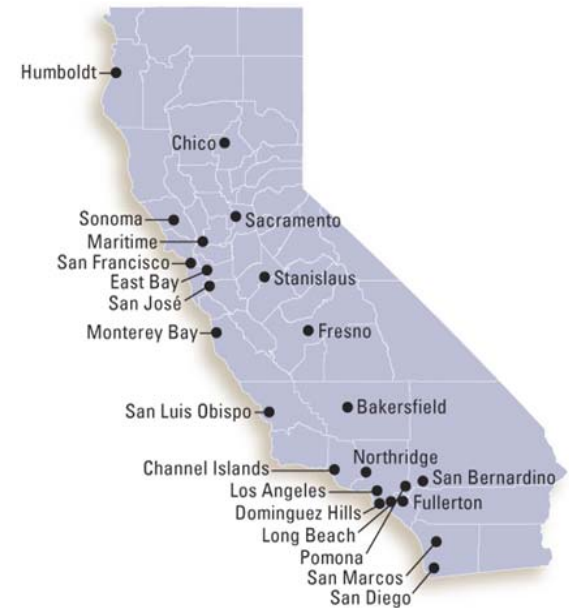 Humboldt
Chico
Sonoma
Sacramento
Maritime
San Francisco
East Bay
Stanislaus
San José
Monterey Bay
Fresno
San Luis Obispo
Bakersfield
Channel Islands
Northridge
San Bernardino
Los Angeles
Fullerton
Dominguez Hills
Long Beach
Pomona
San Marcos
San Diego